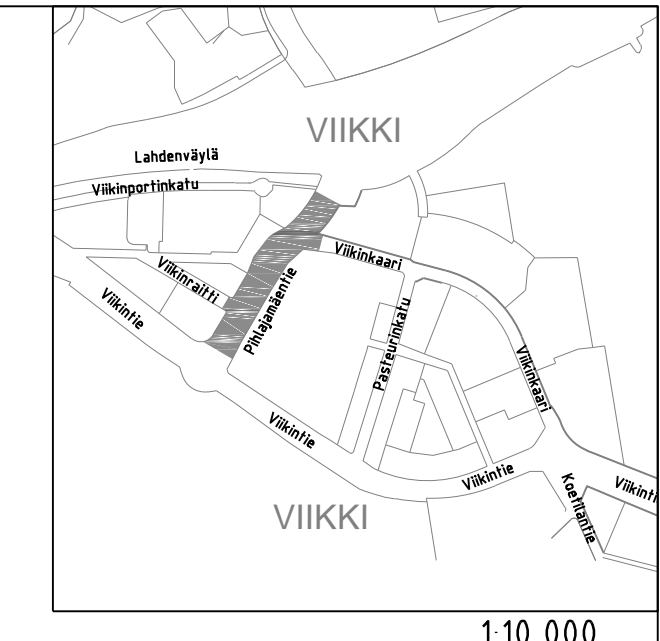 VIIKKI
Lahdenväylä
Viikinportinkatu
Viikinkaari
Viikinraitti
Pihlajamäentie
Viikintie
Pasteurinkatu
Viikinkaari
Viikintie
Viikintie
Koetilantie
Viikinti
VIIKKI
1:10 000